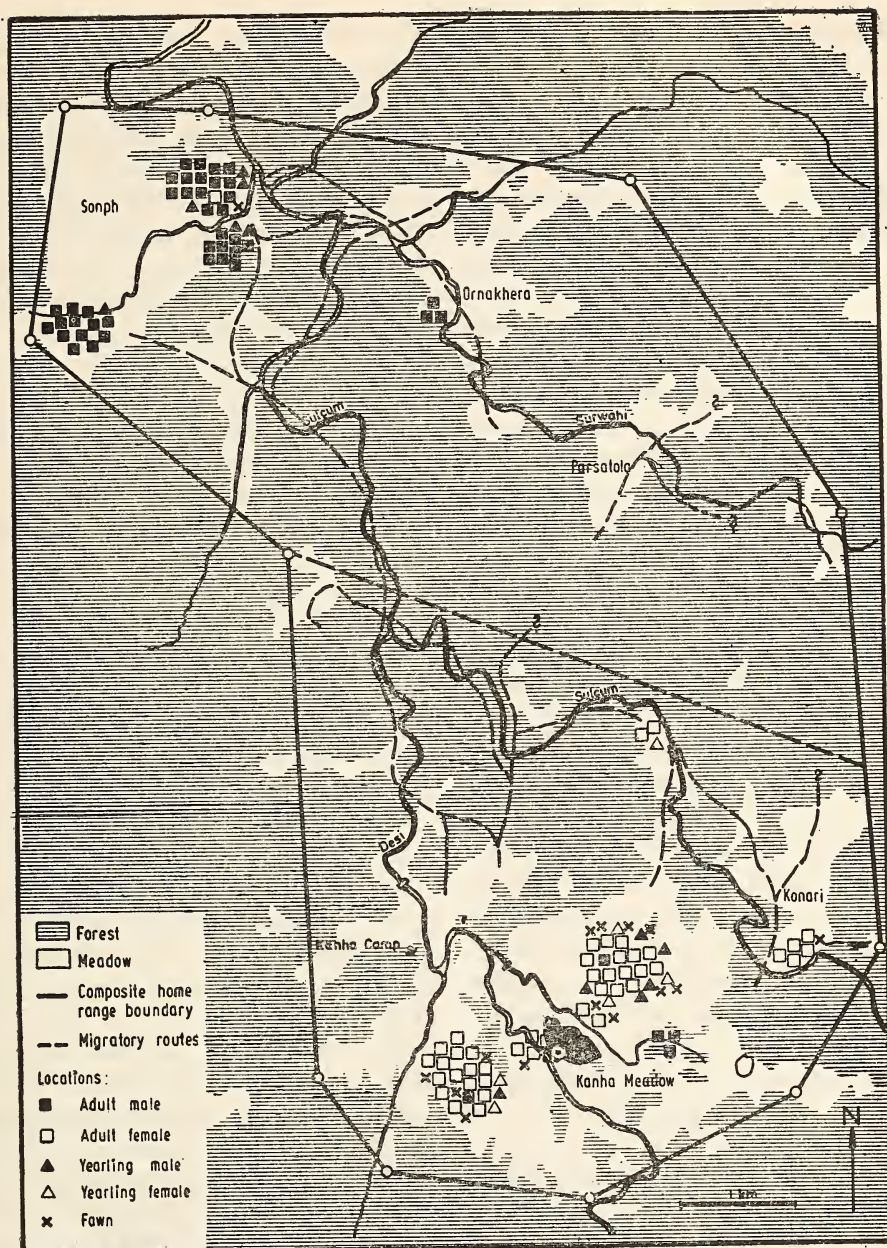 Sonph
Ornakhera
Sulcum
Surwahi
Parsatola
?
?
?
Sulcum
?
Desi
Konari
Kanha Camp
Kanha Meadow
N
1 km
Forest
Meadow
Composite home
range boundary
Migratory routes
Locations:
Adult male
Adult female
Yearling male
Yearling female
Fawn